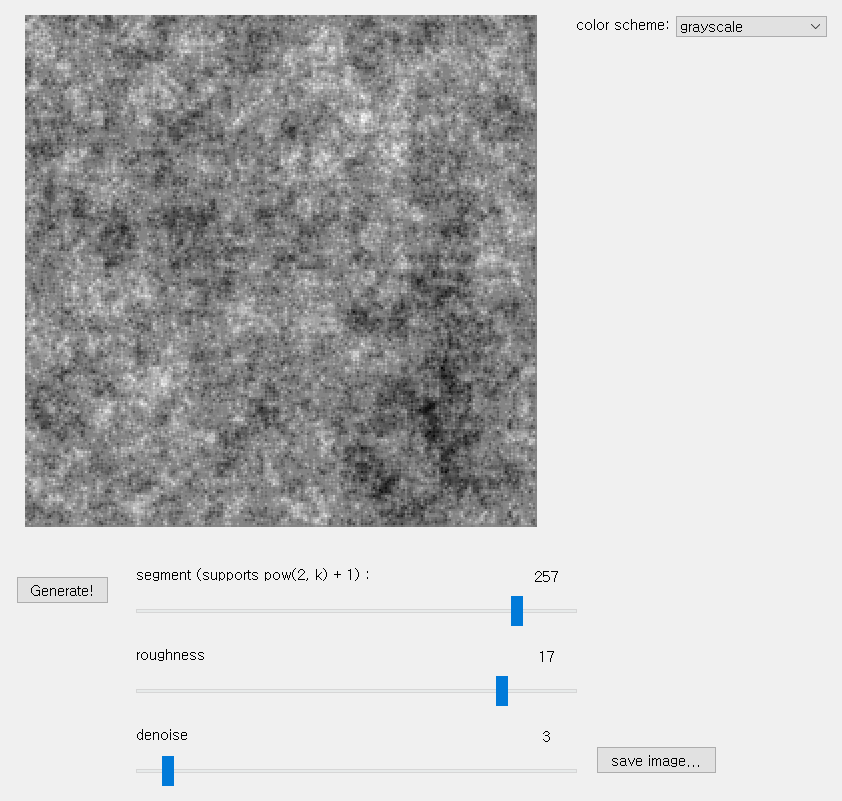 color scheme: grayscale
Generate!
segment (supports pow(2, k) + 1) : 257
roughness 17
denoise 3
save image...